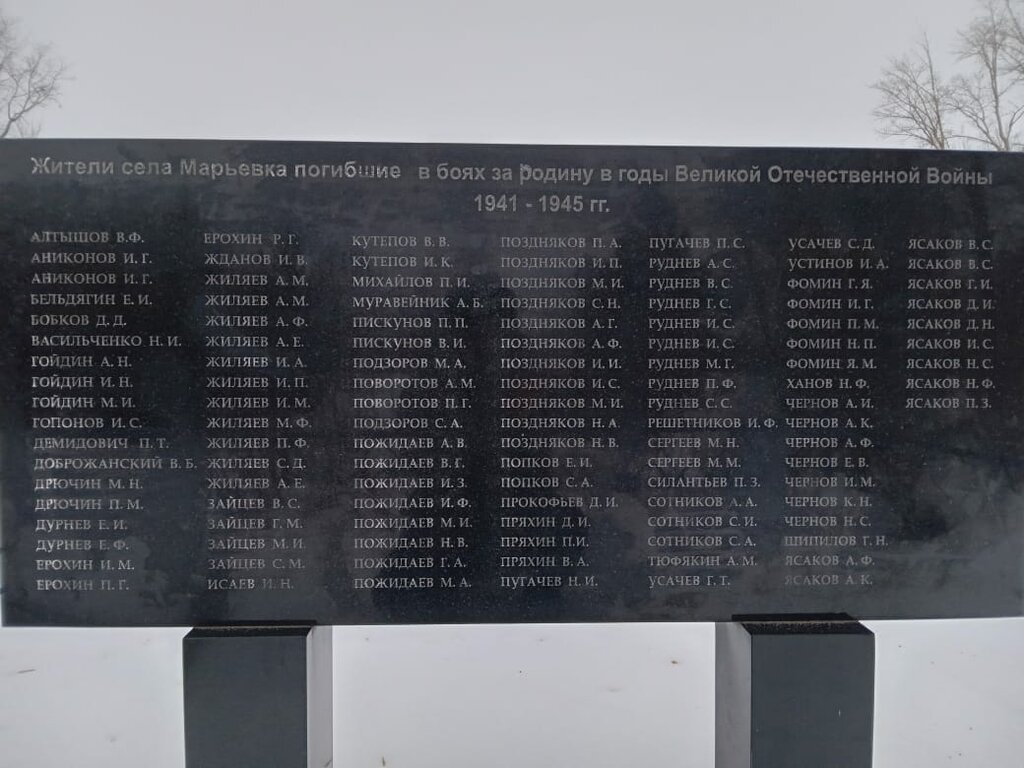 Жители села Марьевка погибшие в боях за Родину в годы Великой Отечественной Войны
1941 - 1945 гг.
АЛТЫШОВ В.Ф.
АНИКОНОВ И.Г.
АНИКОНОВ И.Г.
БЕЛЬДЯГИН Е.И.
БОБКОВ Д.Д.
ВАСИЛЬЧЕНКО Н.И.
ГОЙДИН А.Н.
ГОЙДИН И.Н.
ГОЙДИН М.И.
ГОПОНОВ И.С.
ДЕМИДОВИЧ П.Т.
ДОБРОЖАНСКИЙ В.Б.
ДРЮЧИН М.Н.
ДРЮЧИН П.М.
ДУРНЕВ Е.И.
ДУРНЕВ Е.Ф.
ЕРОХИН И.М.
ЕРОХИН П.Г.
ЕРОХИН Р.Г.
ЖДАНОВ И.В.
ЖИЛЯЕВ А.М.
ЖИЛЯЕВ А.М.
ЖИЛЯЕВ А.Ф.
ЖИЛЯЕВ А.Е.
ЖИЛЯЕВ И.А.
ЖИЛЯЕВ И.П.
ЖИЛЯЕВ И.М.
ЖИЛЯЕВ М.Ф.
ЖИЛЯЕВ П.Ф.
ЖИЛЯЕВ С.Д.
ЖИЛЯЕВ А.Е.
ЗАЙЦЕВ В.С.
ЗАЙЦЕВ Г.М.
ЗАЙЦЕВ М.И.
ЗАЙЦЕВ С.М.
ИСАЕВ И.Н.
КУТЕПОВ В.В.
КУТЕПОВ И.К.
МИХАЙЛОВ П.И.
МУРАВЕЙНИК А.Б.
ПИСКУНОВ П.П.
ПИСКУНОВ В.И.
ПОДЗОРОВ М.А.
ПОВОРОТОВ А.М.
ПОВОРОТОВ П.Г.
ПОДЗОРОВ С.А.
ПОЖИДАЕВ А.В.
ПОЖИДАЕВ В.Г.
ПОЖИДАЕВ И.З.
ПОЖИДАЕВ И.Ф.
ПОЖИДАЕВ М.И.
ПОЖИДАЕВ Н.В.
ПОЖИДАЕВ Г.А.
ПОЖИДАЕВ М.А.
ПОЗДНЯКОВ П.А.
ПОЗДНЯКОВ И.П.
ПОЗДНЯКОВ М.И.
ПОЗДНЯКОВ С.Н.
ПОЗДНЯКОВ А.Г.
ПОЗДНЯКОВ А.Ф.
ПОЗДНЯКОВ И.И.
ПОЗДНЯКОВ И.С.
ПОЗДНЯКОВ М.И.
ПОЗДНЯКОВ Н.А.
ПОЗДНЯКОВ Н.В.
ПОПКОВ Е.И.
ПОПКОВ С.А.
ПРОКОФЬЕВ Д.И.
ПРЯХИН Д.И.
ПРЯХИН П.И.
ПРЯХИН В.А.
ПУГАЧЕВ Н.И.
ПУГАЧЕВ П.С.
РУДНЕВ А.С.
РУДНЕВ В.С.
РУДНЕВ Г.С.
РУДНЕВ И.С.
РУДНЕВ И.С.
РУДНЕВ М.Г.
РУДНЕВ П.Ф.
РУДНЕВ С.С.
РЕШЕТНИКОВ И.Ф.
СЕРГЕЕВ М.Н.
СЕРГЕЕВ М.М.
СИЛАНТЬЕВ П.З.
СОТНИКОВ А.А.
СОТНИКОВ С.И.
СОТНИКОВ С.А.
ТЮФЯКИН А.М.
УСАЧЕВ Г.Т.
УСАЧЕВ С.Д.
УСТИНОВ И.А.
ФОМИН Г.Я.
ФОМИН И.Г.
ФОМИН П.М.
ФОМИН Н.П.
ФОМИН Я.М.
ХАНОВ Н.Ф.
ЧЕРНОВ А.И.
ЧЕРНОВ А.К.
ЧЕРНОВ А.Ф.
ЧЕРНОВ Е.В.
ЧЕРНОВ И.М.
ЧЕРНОВ К.Н.
ЧЕРНОВ Н.С.
ШИПИЛОВ Г.Н.
ЯСАКОВ А.Ф.
ЯСАКОВ А.К.
ЯСАКОВ В.С.
ЯСАКОВ В.С.
ЯСАКОВ Г.И.
ЯСАКОВ Д.И.
ЯСАКОВ Д.Н.
ЯСАКОВ И.С.
ЯСАКОВ Н.С.
ЯСАКОВ Н.Ф.
ЯСАКОВ П.З.